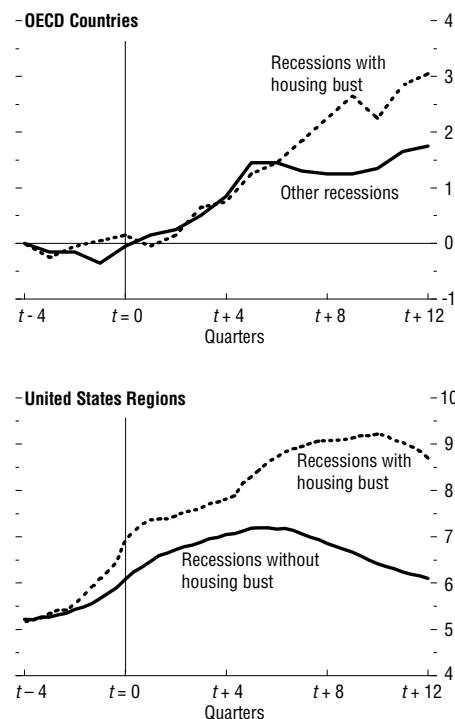 OECD Countries
4
Recessions with
housing bust
3
2
Other recessions
1
0
-1
t - 4
t = 0
t + 4
t + 8
t + 12
Quarters
United States Regions
10
9
Recessions with
housing bust
8
7
Recessions without
housing bust
6
5
4
t – 4
t = 0
t + 4
t + 8
t + 12
Quarters